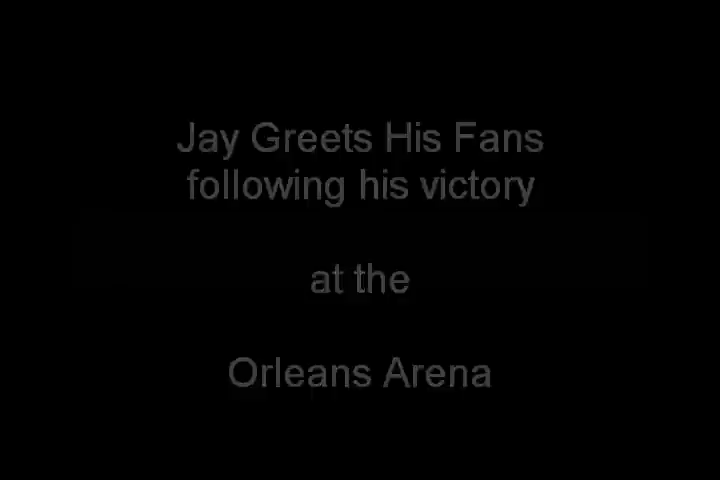 Jay Greets His Fans
following his victory
at the
Orleans Arena